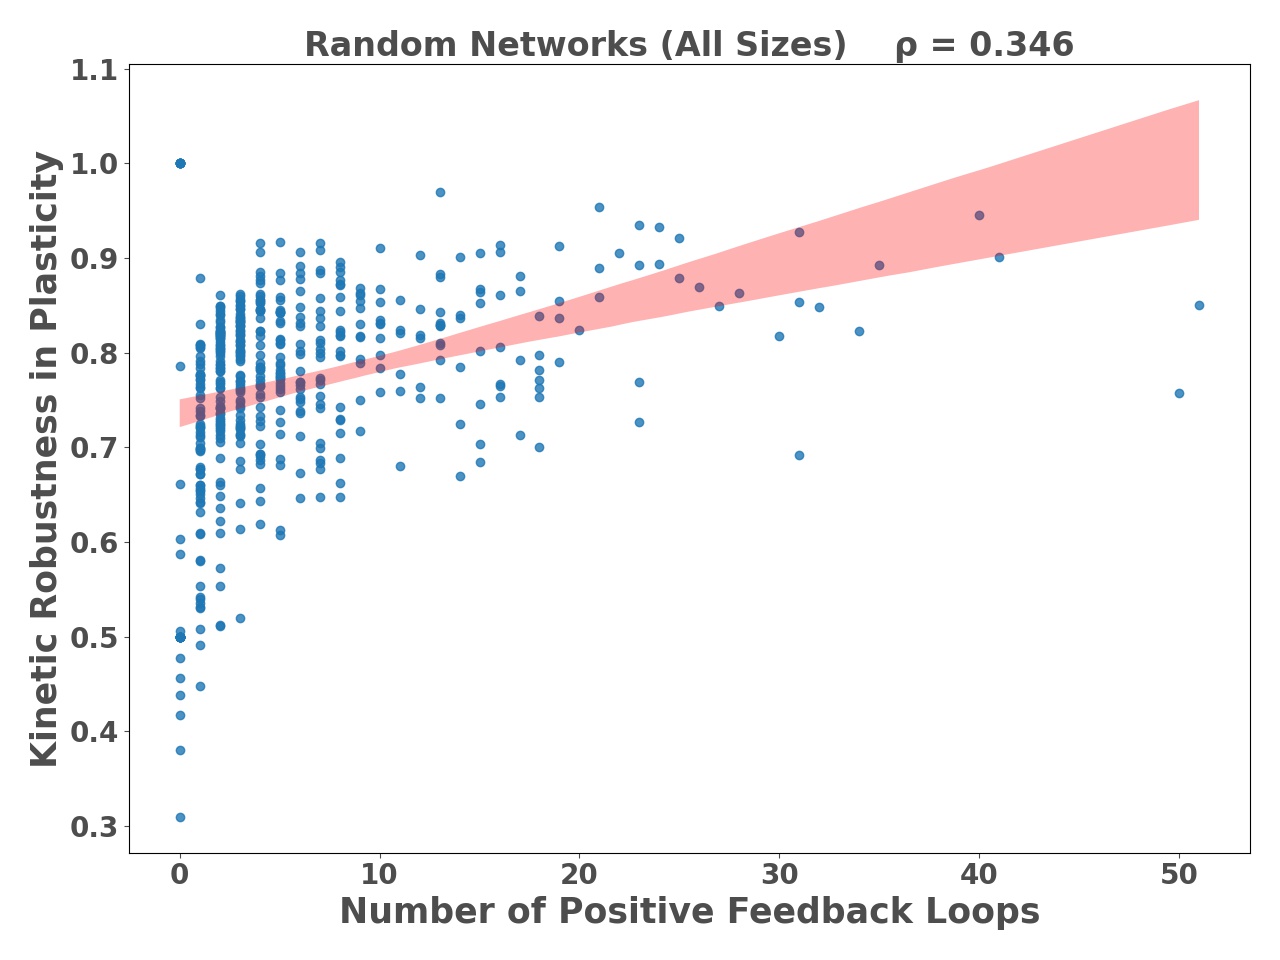 Random Networks (All Sizes) ρ = 0.346
Kinetic Robustness in Plasticity
1.1
1.0
0.9
0.8
0.7
0.6
0.5
0.4
0.3
0 10 20 30 40 50
Number of Positive Feedback Loops